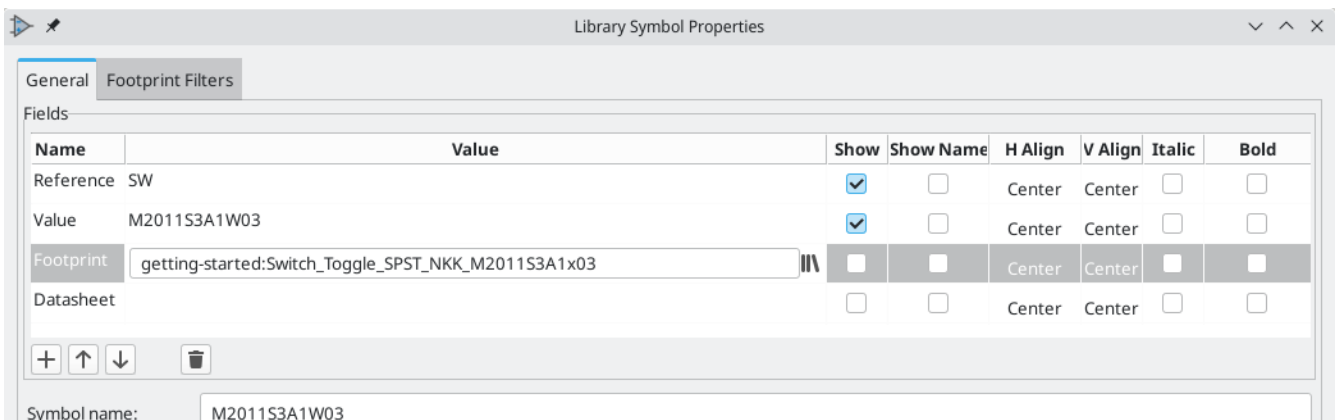 Library Symbol Properties
General Footprint Filters
Fields
Name Value Show Show Name H Align V Align Italic Bold
Reference SW Center Center
Value M2011S3A1W03 Center Center
Footprint getting-started:Switch_Toggle_SPST_NKK_M2011S3A1x03 Center Center
Datasheet Center Center
Symbol name: M2011S3A1W03